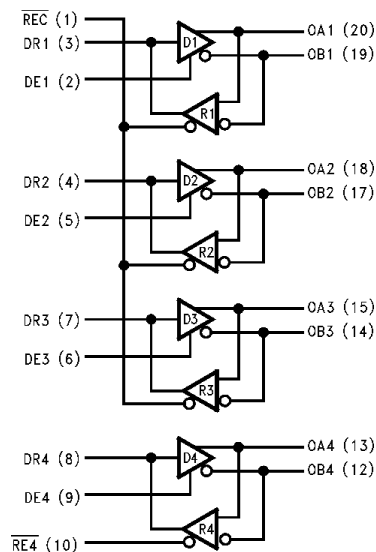 R̅E̅C̅ (1)
DR1 (3) D1 OA1 (20)
OB1 (19)
DE1 (2)
R1
DR2 (4) D2 OA2 (18)
OB2 (17)
DE2 (5)
R2
DR3 (7) D3 OA3 (15)
OB3 (14)
DE3 (6)
R3
DR4 (8) D4 OA4 (13)
OB4 (12)
DE4 (9)
R4
R̅E̅4̅ (10)